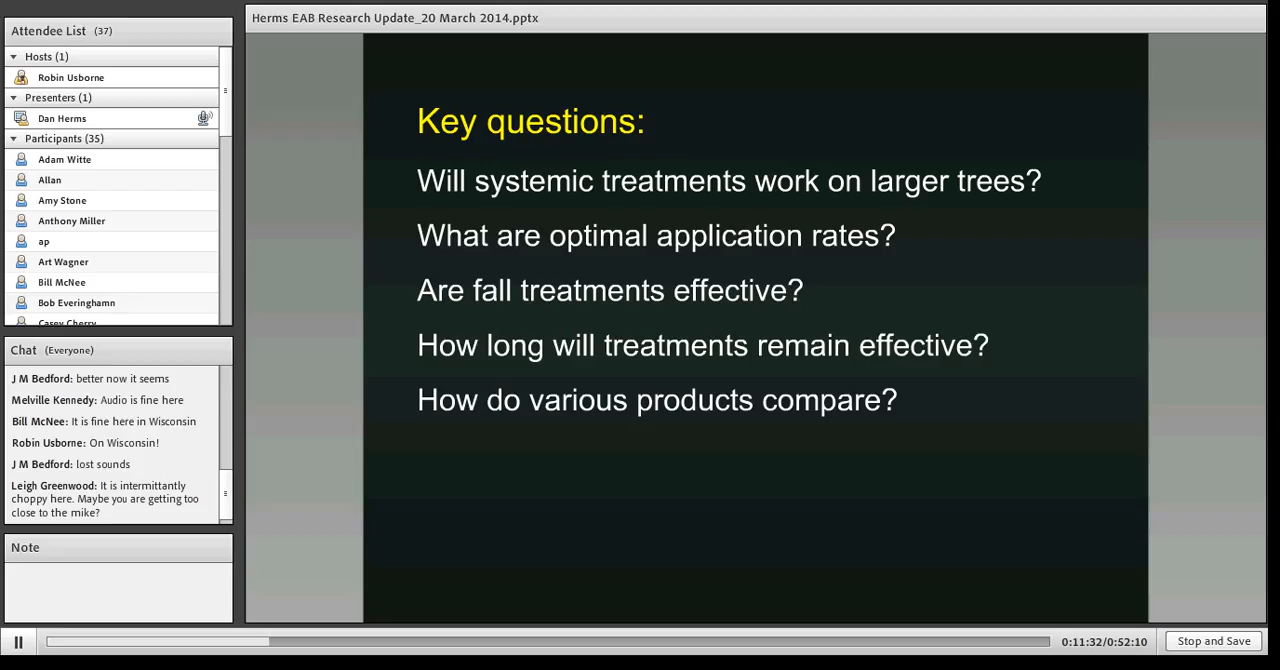 Herms EAB Research Update_20 March 2014.pptx
Attendee List (37)
Hosts (1)
Robin Usborne
Presenters (1)
Dan Herms
Participants (35)
Adam Witte
Allan
Amy Stone
Anthony Miller
ap
Art Wagner
Bill McNee
Bob Everinghamn
Casey Cherry
Chat (Everyone)
J M Bedford: better now it seems
Melville Kennedy: Audio is fine here
Bill McNee: It is fine here in Wisconsin
Robin Usborne: On Wisconsin!
J M Bedford: lost sounds
Leigh Greenwood: It is intermittantly
choppy here. Maybe you are getting too
close to the mike?
Note
Key questions:
Will systemic treatments work on larger trees?
What are optimal application rates?
Are fall treatments effective?
How long will treatments remain effective?
How do various products compare?
0:11:32/0:52:10
Stop and Save